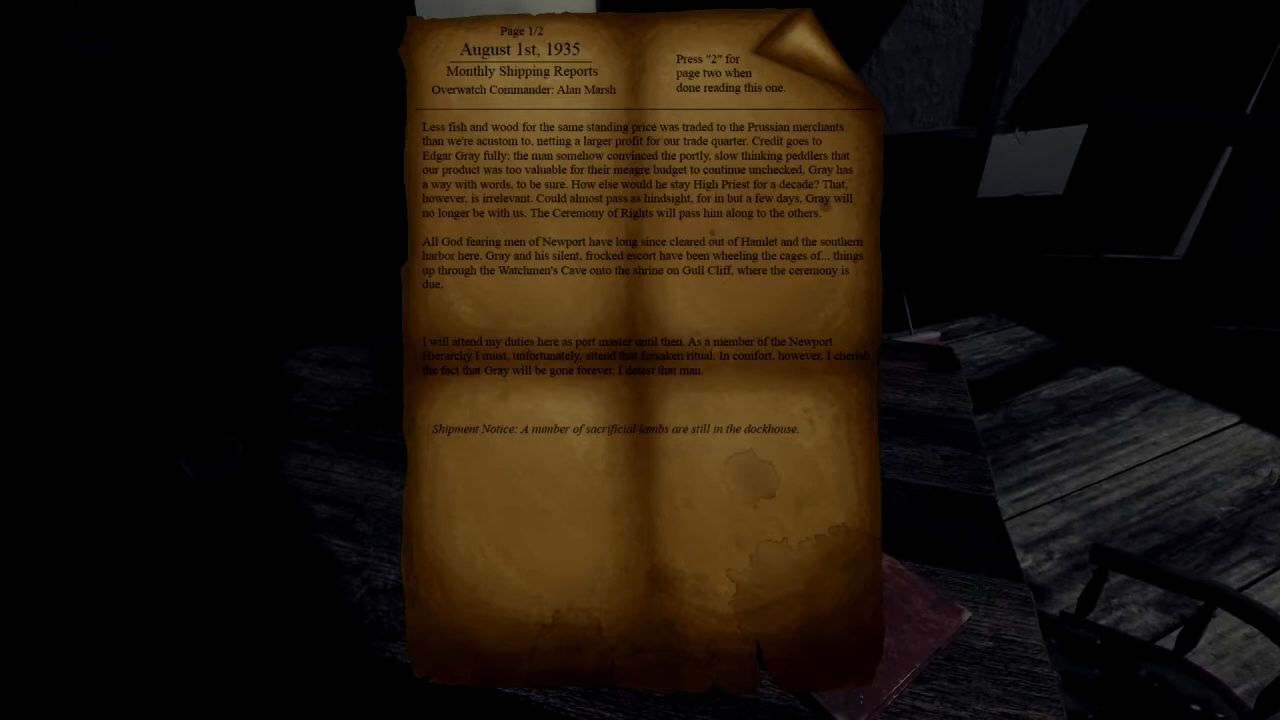 Page 1/2
August 1st, 1935
Monthly Shipping Reports
Overwatch Commander: Alan Marsh
Press "2" for
page two when
done reading this one.
Less fish and wood for the same standing price was traded to the Prussian merchants
than we're acustom to, netting a larger profit for our trade quarter. Credit goes to
Edgar Gray fully; the man somehow convinced the portly, slow thinking peddlers that
our product was too valuable for their meagre budget to continue unchecked. Gray has
a way with words, to be sure. How else would he stay High Priest for a decade? That,
however, is irrelevant. Could almost pass as hindsight, for in but a few days, Gray will
no longer be with us. The Ceremony of Rights will pass him along to the others.
All God fearing men of Newport have long since cleared out of Hamlet and the southern
harbor here. Gray and his silent, frocked escort have been wheeling the cages of... things
up through the Watchmen's Cave onto the shrine on Gull Cliff, where the ceremony is
due.
I will attend my duties here as port master until then. As a member of the Newport
Hierarchy I must, unfortunately, attend that forsaken ritual. In comfort, however, I cherish
the fact that Gray will be gone forever. I detest that man.
Shipment Notice: A number of sacrificial lambs are still in the dockhouse.